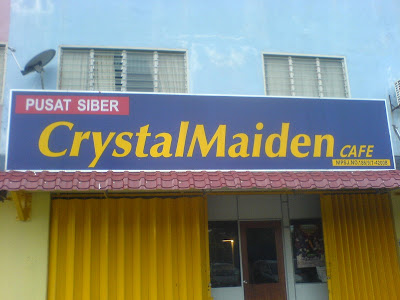 PUSAT SIBER
CrystalMaiden CAFE